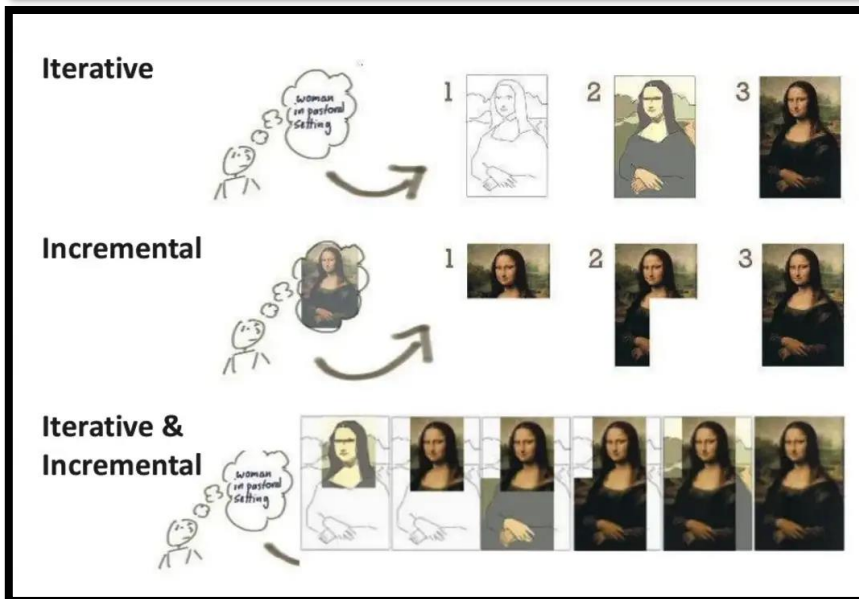 Iterative
woman
in pastoral
setting
1
2
3
Incremental
1
2
3
Iterative &
Incremental
woman
in pastoral
setting